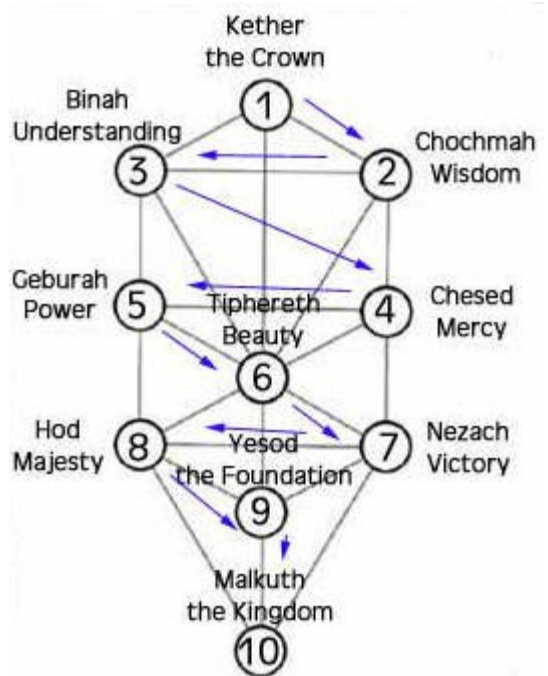 Kether
the Crown
1
Binah
Understanding
3
Chochmah
Wisdom
2
Geburah
Power
5
Tiphereth
Beauty
6
Chesed
Mercy
4
Hod
Majesty
8
Yesod
the Foundation
9
Nezach
Victory
7
Malkuth
the Kingdom
10